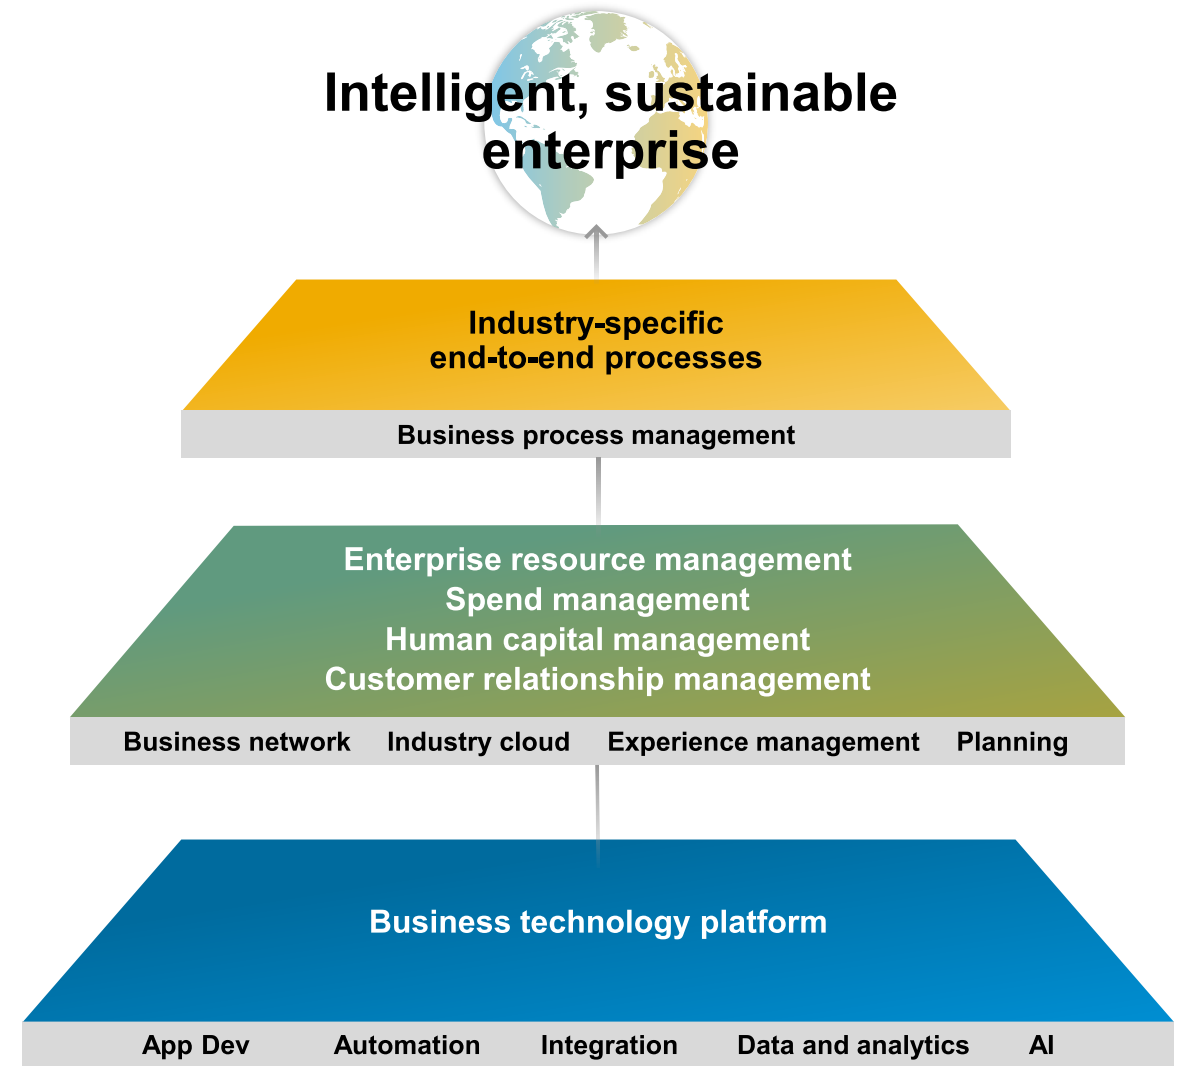 Intelligent, sustainable
enterprise
Industry-specific
end-to-end processes
Business process management
Enterprise resource management
Spend management
Human capital management
Customer relationship management
Business network Industry cloud Experience management Planning
Business technology platform
App Dev Automation Integration Data and analytics AI